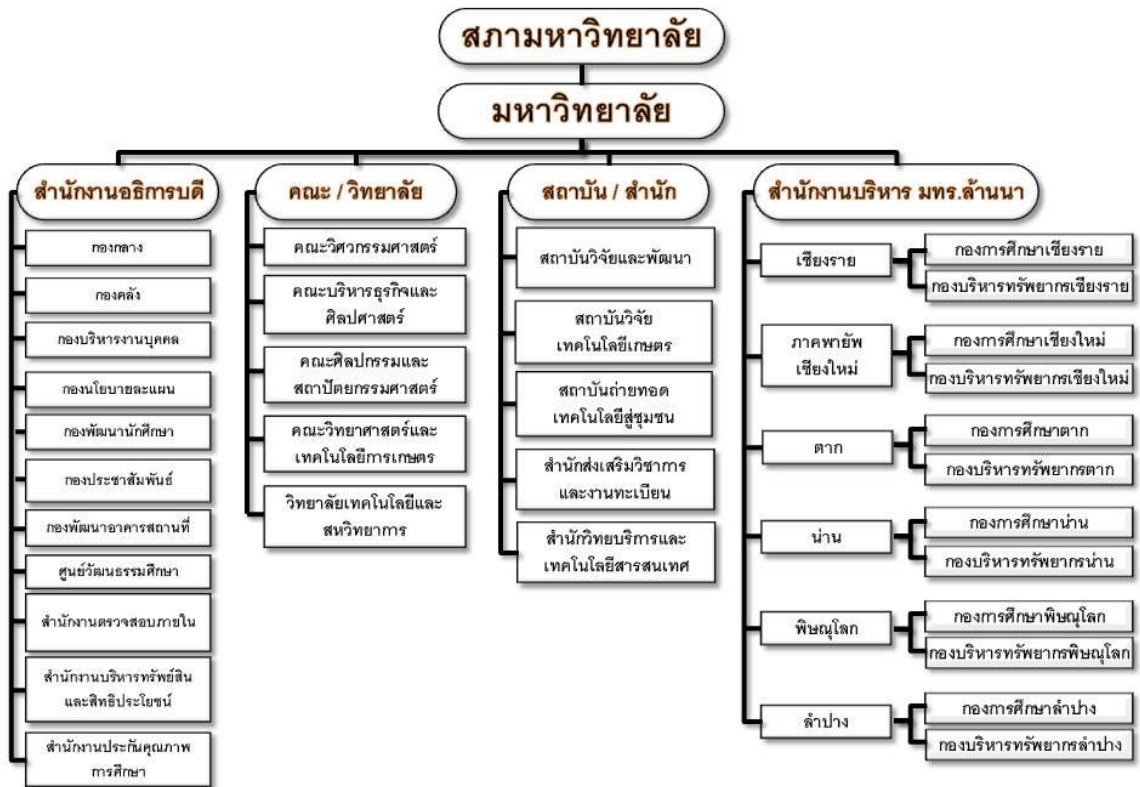 สภามหาวิทยาลัย
มหาวิทยาลัย
สำนักงานอธิการบดี
กองกลาง
กองคลัง
กองบริหารงานบุคคล
กองนโยบายละแผน
กองพัฒนานักศึกษา
กองประชาสัมพันธ์
กองพัฒนาอาคารสถานที่
ศูนย์วัฒนธรรมศึกษา
สำนักงานตรวจสอบภายใน
สำนักงานบริหารทรัพย์สิน
และสิทธิประโยชน์
สำนักงานประกันคุณภาพ
การศึกษา
คณะ / วิทยาลัย
คณะวิศวกรรมศาสตร์
คณะบริหารธุรกิจและ
ศิลปศาสตร์
คณะศิลปกรรมและ
สถาปัตยกรรมศาสตร์
คณะวิทยาศาสตร์และ
เทคโนโลยีการเกษตร
วิทยาลัยเทคโนโลยีและ
สหวิทยาการ
สถาบัน / สำนัก
สถาบันวิจัยและพัฒนา
สถาบันวิจัย
เทคโนโลยีเกษตร
สถาบันถ่ายทอด
เทคโนโลยีสู่ชุมชน
สำนักส่งเสริมวิชาการ
และงานทะเบียน
สำนักวิทยบริการและ
เทคโนโลยีสารสนเทศ
สำนักงานบริหาร มทร.ล้านนา
เชียงราย
กองการศึกษาเชียงราย
กองบริหารทรัพยากรเชียงราย
ภาคพายัพ
เชียงใหม่
กองการศึกษาเชียงใหม่
กองบริหารทรัพยากรเชียงใหม่
ตาก
กองการศึกษาตาก
กองบริหารทรัพยากรตาก
น่าน
กองการศึกษาน่าน
กองบริหารทรัพยากรน่าน
พิษณุโลก
กองการศึกษาพิษณุโลก
กองบริหารทรัพยากรพิษณุโลก
ลำปาง
กองการศึกษาลำปาง
กองบริหารทรัพยากรลำปาง